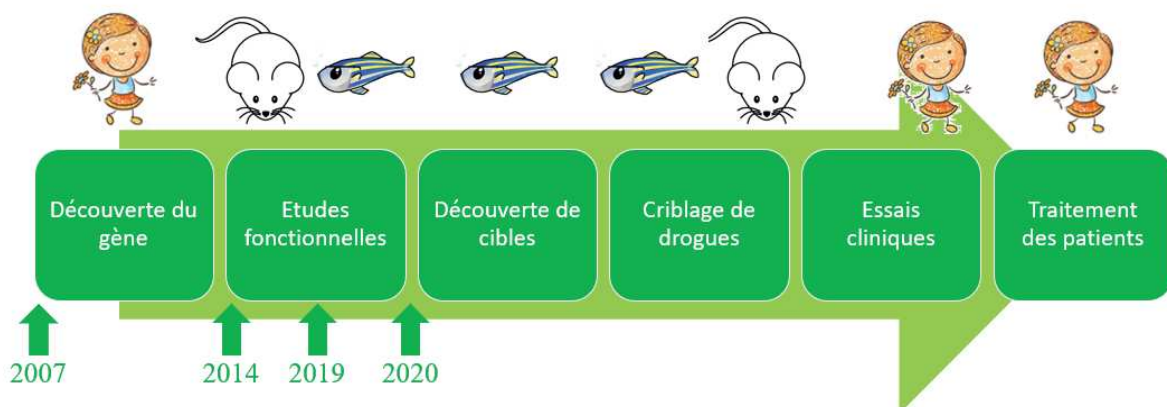 Découverte du
gène
Etudes
fonctionnelles
Découverte de
cibles
Criblage de
drogues
Essais
cliniques
Traitement
des patients
2007
2014
2019
2020